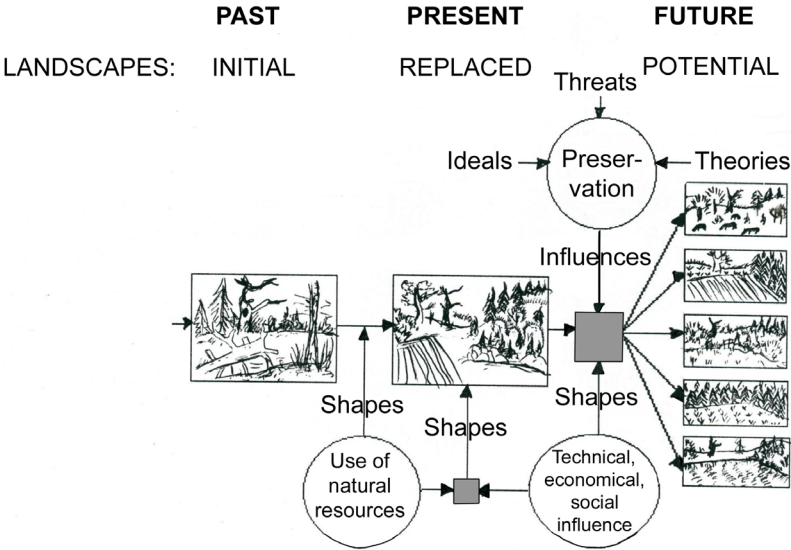 PAST PRESENT FUTURE
LANDSCAPES: INITIAL REPLACED POTENTIAL
Threats
Ideals Preser- Theories
vation
Influences
Shapes Shapes Shapes
Use of
natural
resources
Technical,
economical,
social
influence